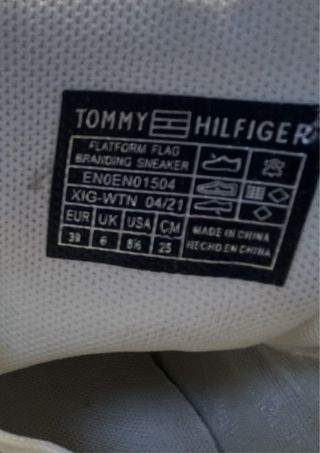 TOMMY HILFIGER
FLATFORM FLAG
BRANDING SNEAKER
EN0EN01504
XIG-WTN 04/21
EUR UK USA CM
39 6 8½ 25
MADE IN CHINA
HECHO EN CHINA